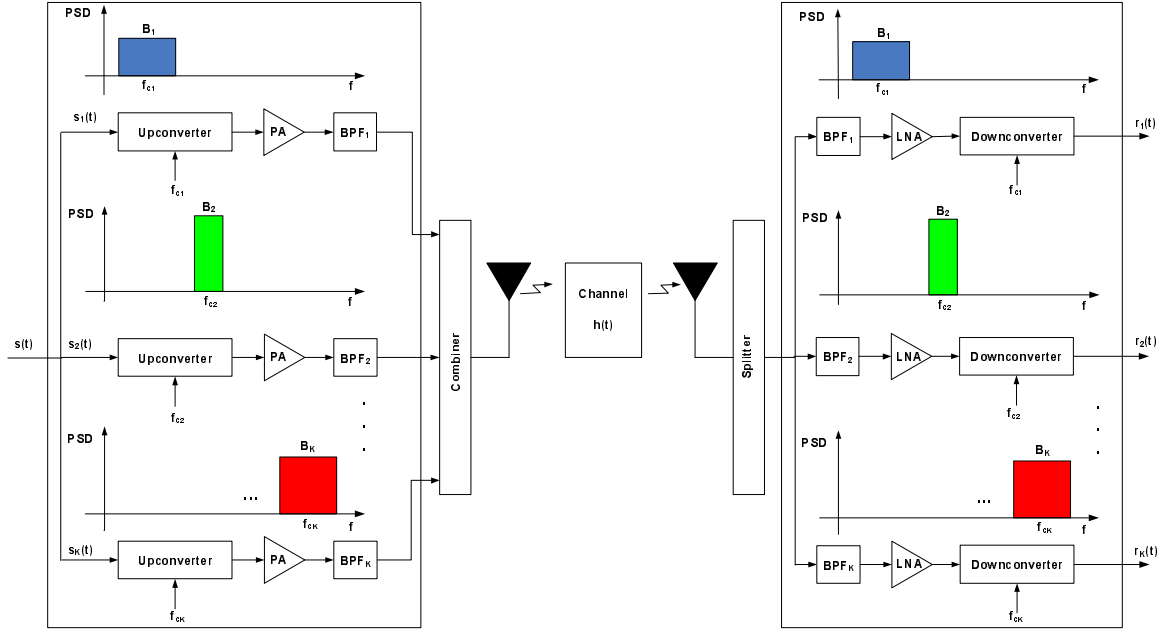 PSD
B1
fc1
f
s1(t)
Upconverter
PA
BPF1
fc1
PSD
B2
fc2
f
s(t)
s2(t)
Upconverter
PA
BPF2
fc2
.
.
.
PSD
BK
...
fcK
f
sK(t)
Upconverter
PA
BPFK
fcK
Combiner
Channel
h(t)
Splitter
PSD
B1
fc1
f
BPF1
LNA
Downconverter
r1(t)
fc1
PSD
B2
fc2
f
BPF2
LNA
Downconverter
r2(t)
fc2
.
.
.
PSD
BK
...
fcK
f
BPFK
LNA
Downconverter
rK(t)
fcK